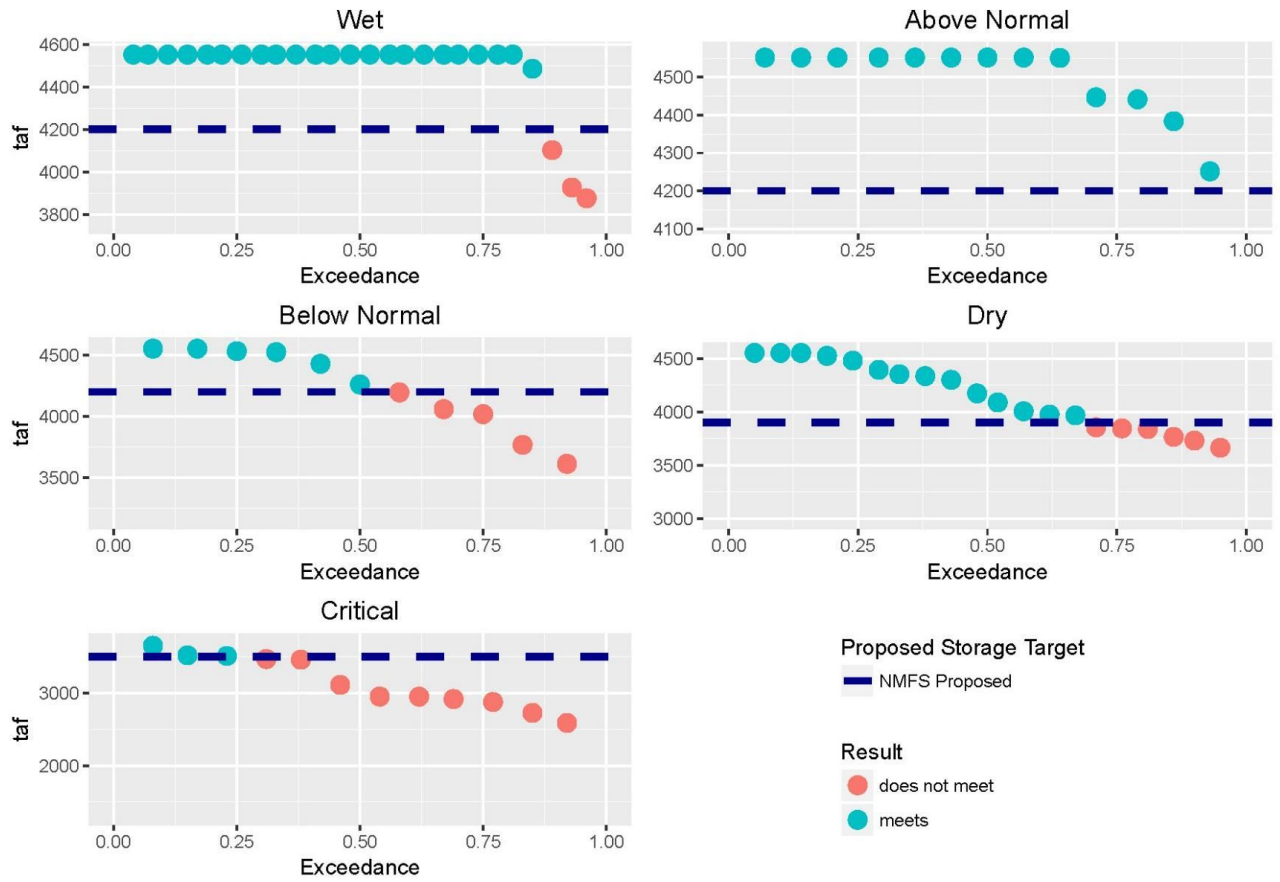 Wet
4600
4400
4200
4000
3800
taf
0.00 0.25 0.50 0.75 1.00
Exceedance
Above Normal
4500
4400
4300
4200
4100
0.00 0.25 0.50 0.75 1.00
Exceedance
Below Normal
4500
4000
3500
taf
0.00 0.25 0.50 0.75 1.00
Exceedance
Dry
4500
4000
3500
3000
0.00 0.25 0.50 0.75 1.00
Exceedance
Critical
3000
2000
taf
0.00 0.25 0.50 0.75 1.00
Exceedance
Proposed Storage Target
NMFS Proposed
Result
does not meet
meets